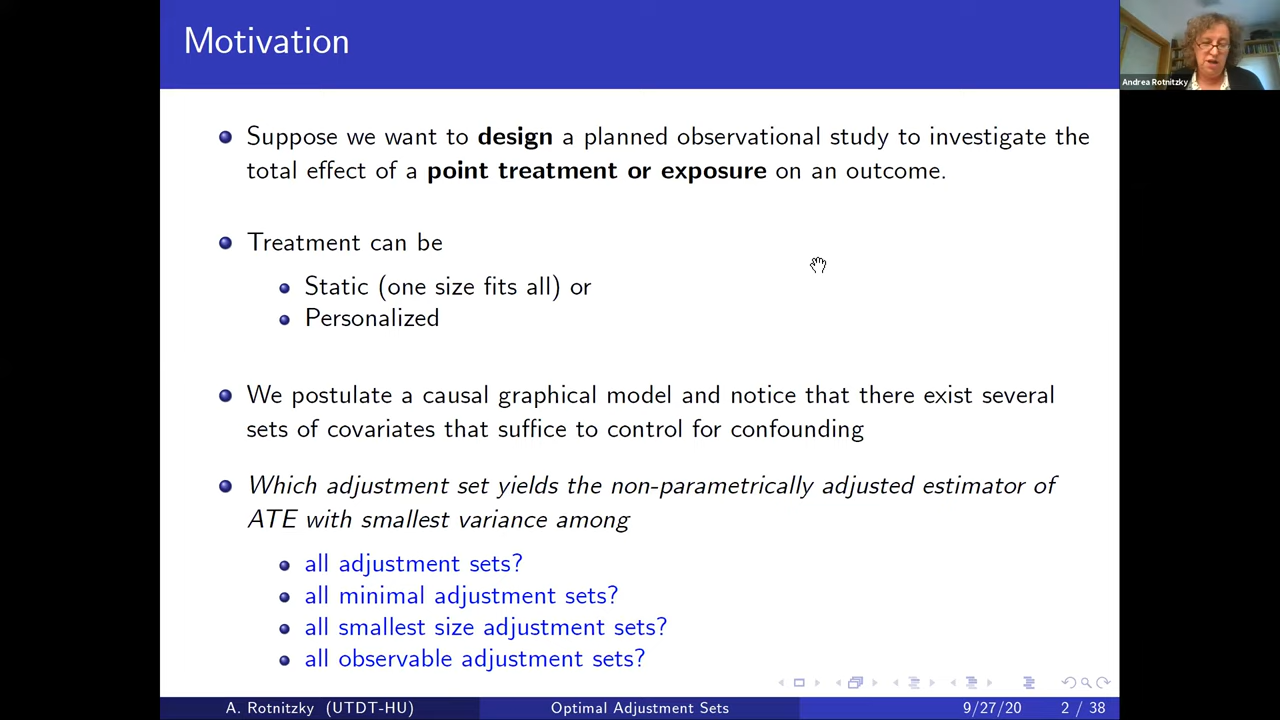 Motivation
Andrea Rotnitzky
Suppose we want to design a planned observational study to investigate the
total effect of a point treatment or exposure on an outcome.
Treatment can be
Static (one size fits all) or
Personalized
We postulate a causal graphical model and notice that there exist several
sets of covariates that suffice to control for confounding
Which adjustment set yields the non-parametrically adjusted estimator of
ATE with smallest variance among
all adjustment sets?
all minimal adjustment sets?
all smallest size adjustment sets?
all observable adjustment sets?
A. Rotnitzky (UTDT-HU) Optimal Adjustment Sets 9/27/20 2 / 38